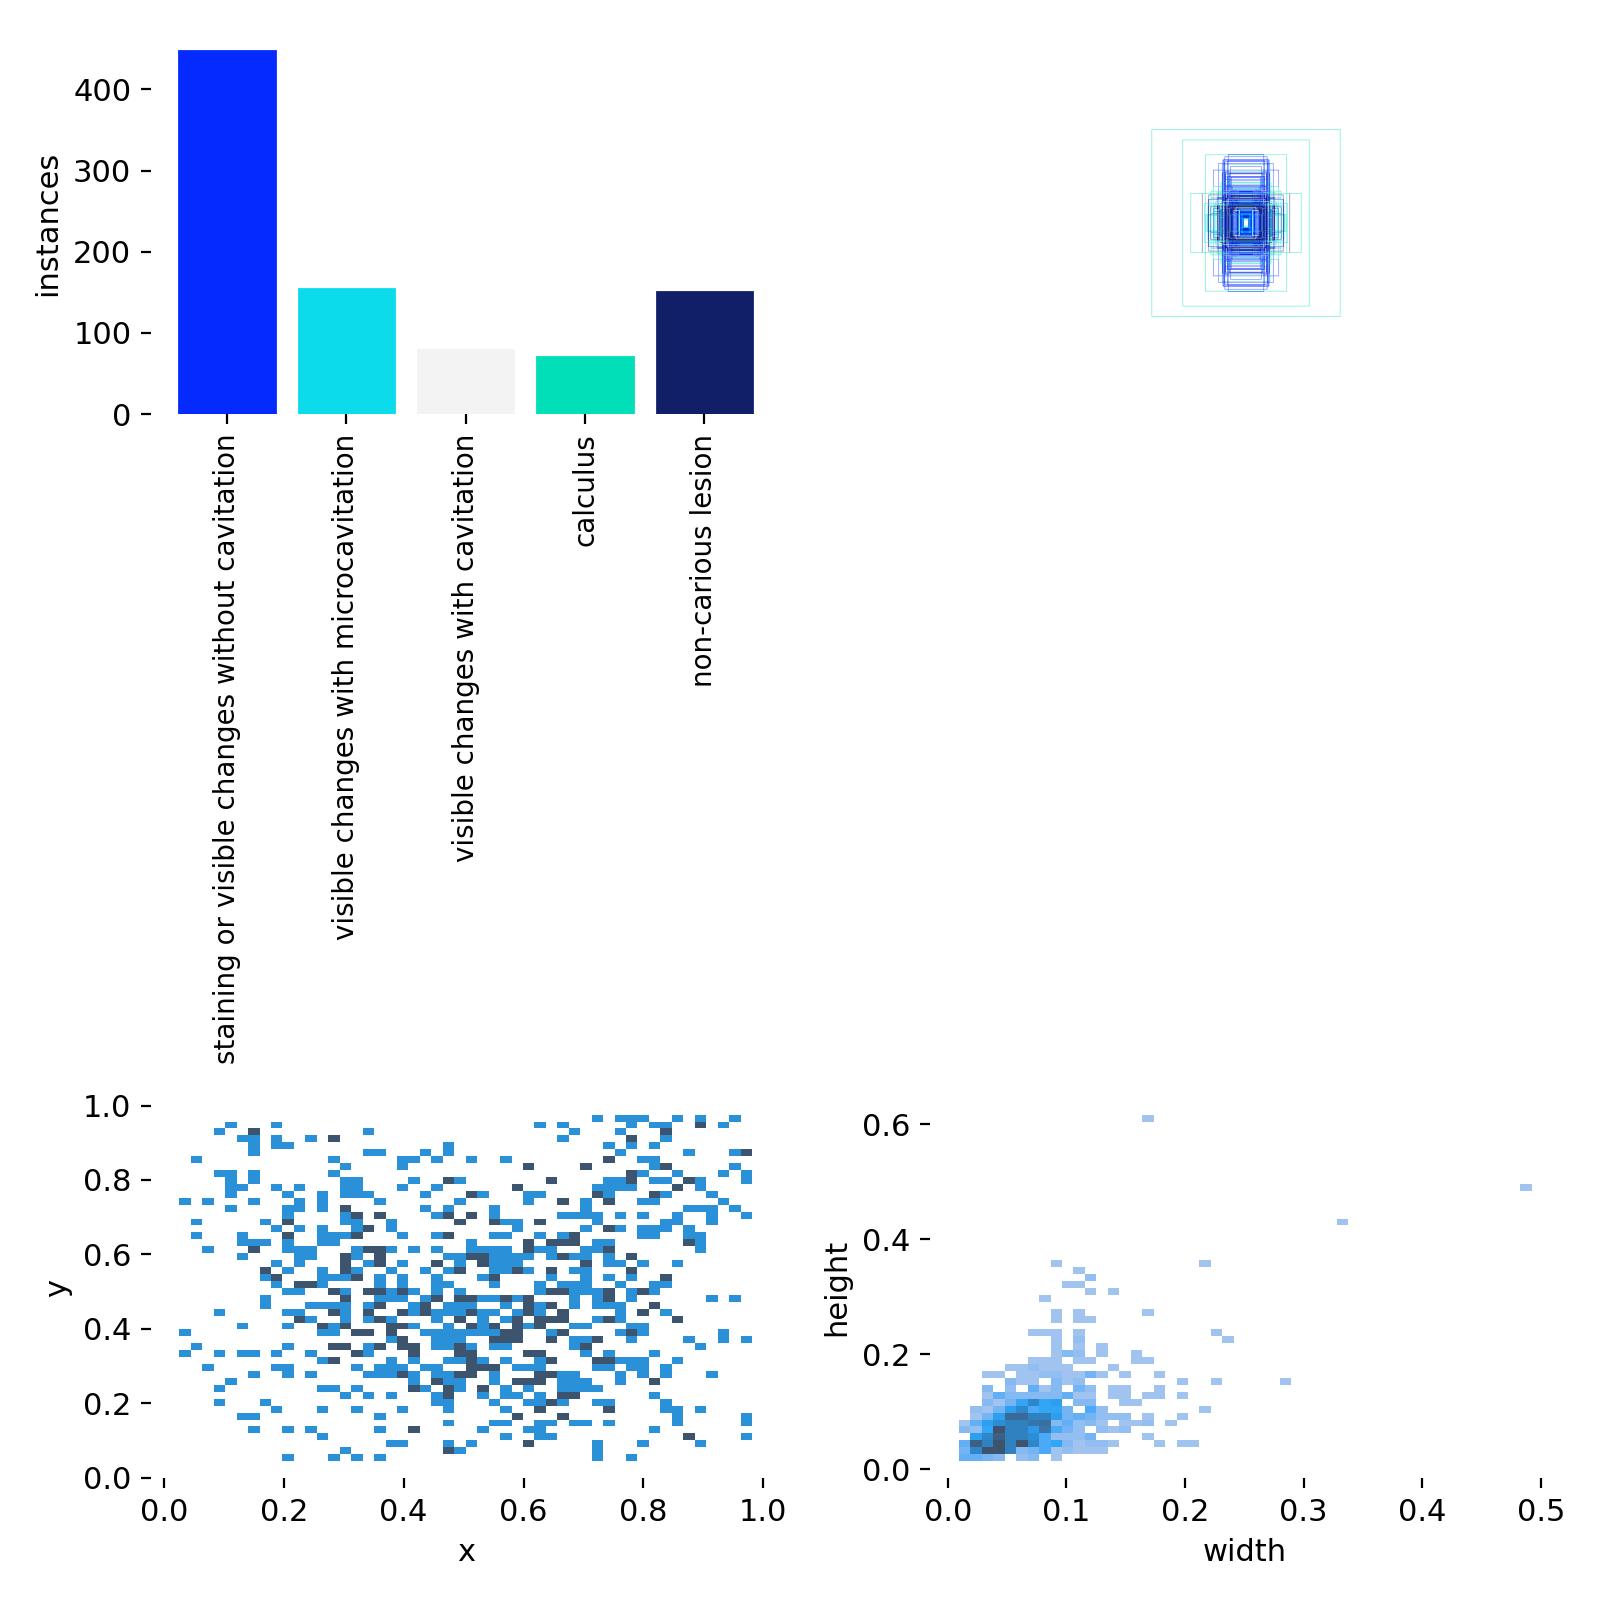 400
300
200
100
0
instances
staining or visible changes without cavitation
visible changes with microcavitation
visible changes with cavitation
calculus
non-carious lesion
1.0
0.8
0.6
0.4
0.2
0.0
y
0.0 0.2 0.4 0.6 0.8 1.0
x
0.6
0.4
0.2
0.0
height
0.0 0.1 0.2 0.3 0.4 0.5
width